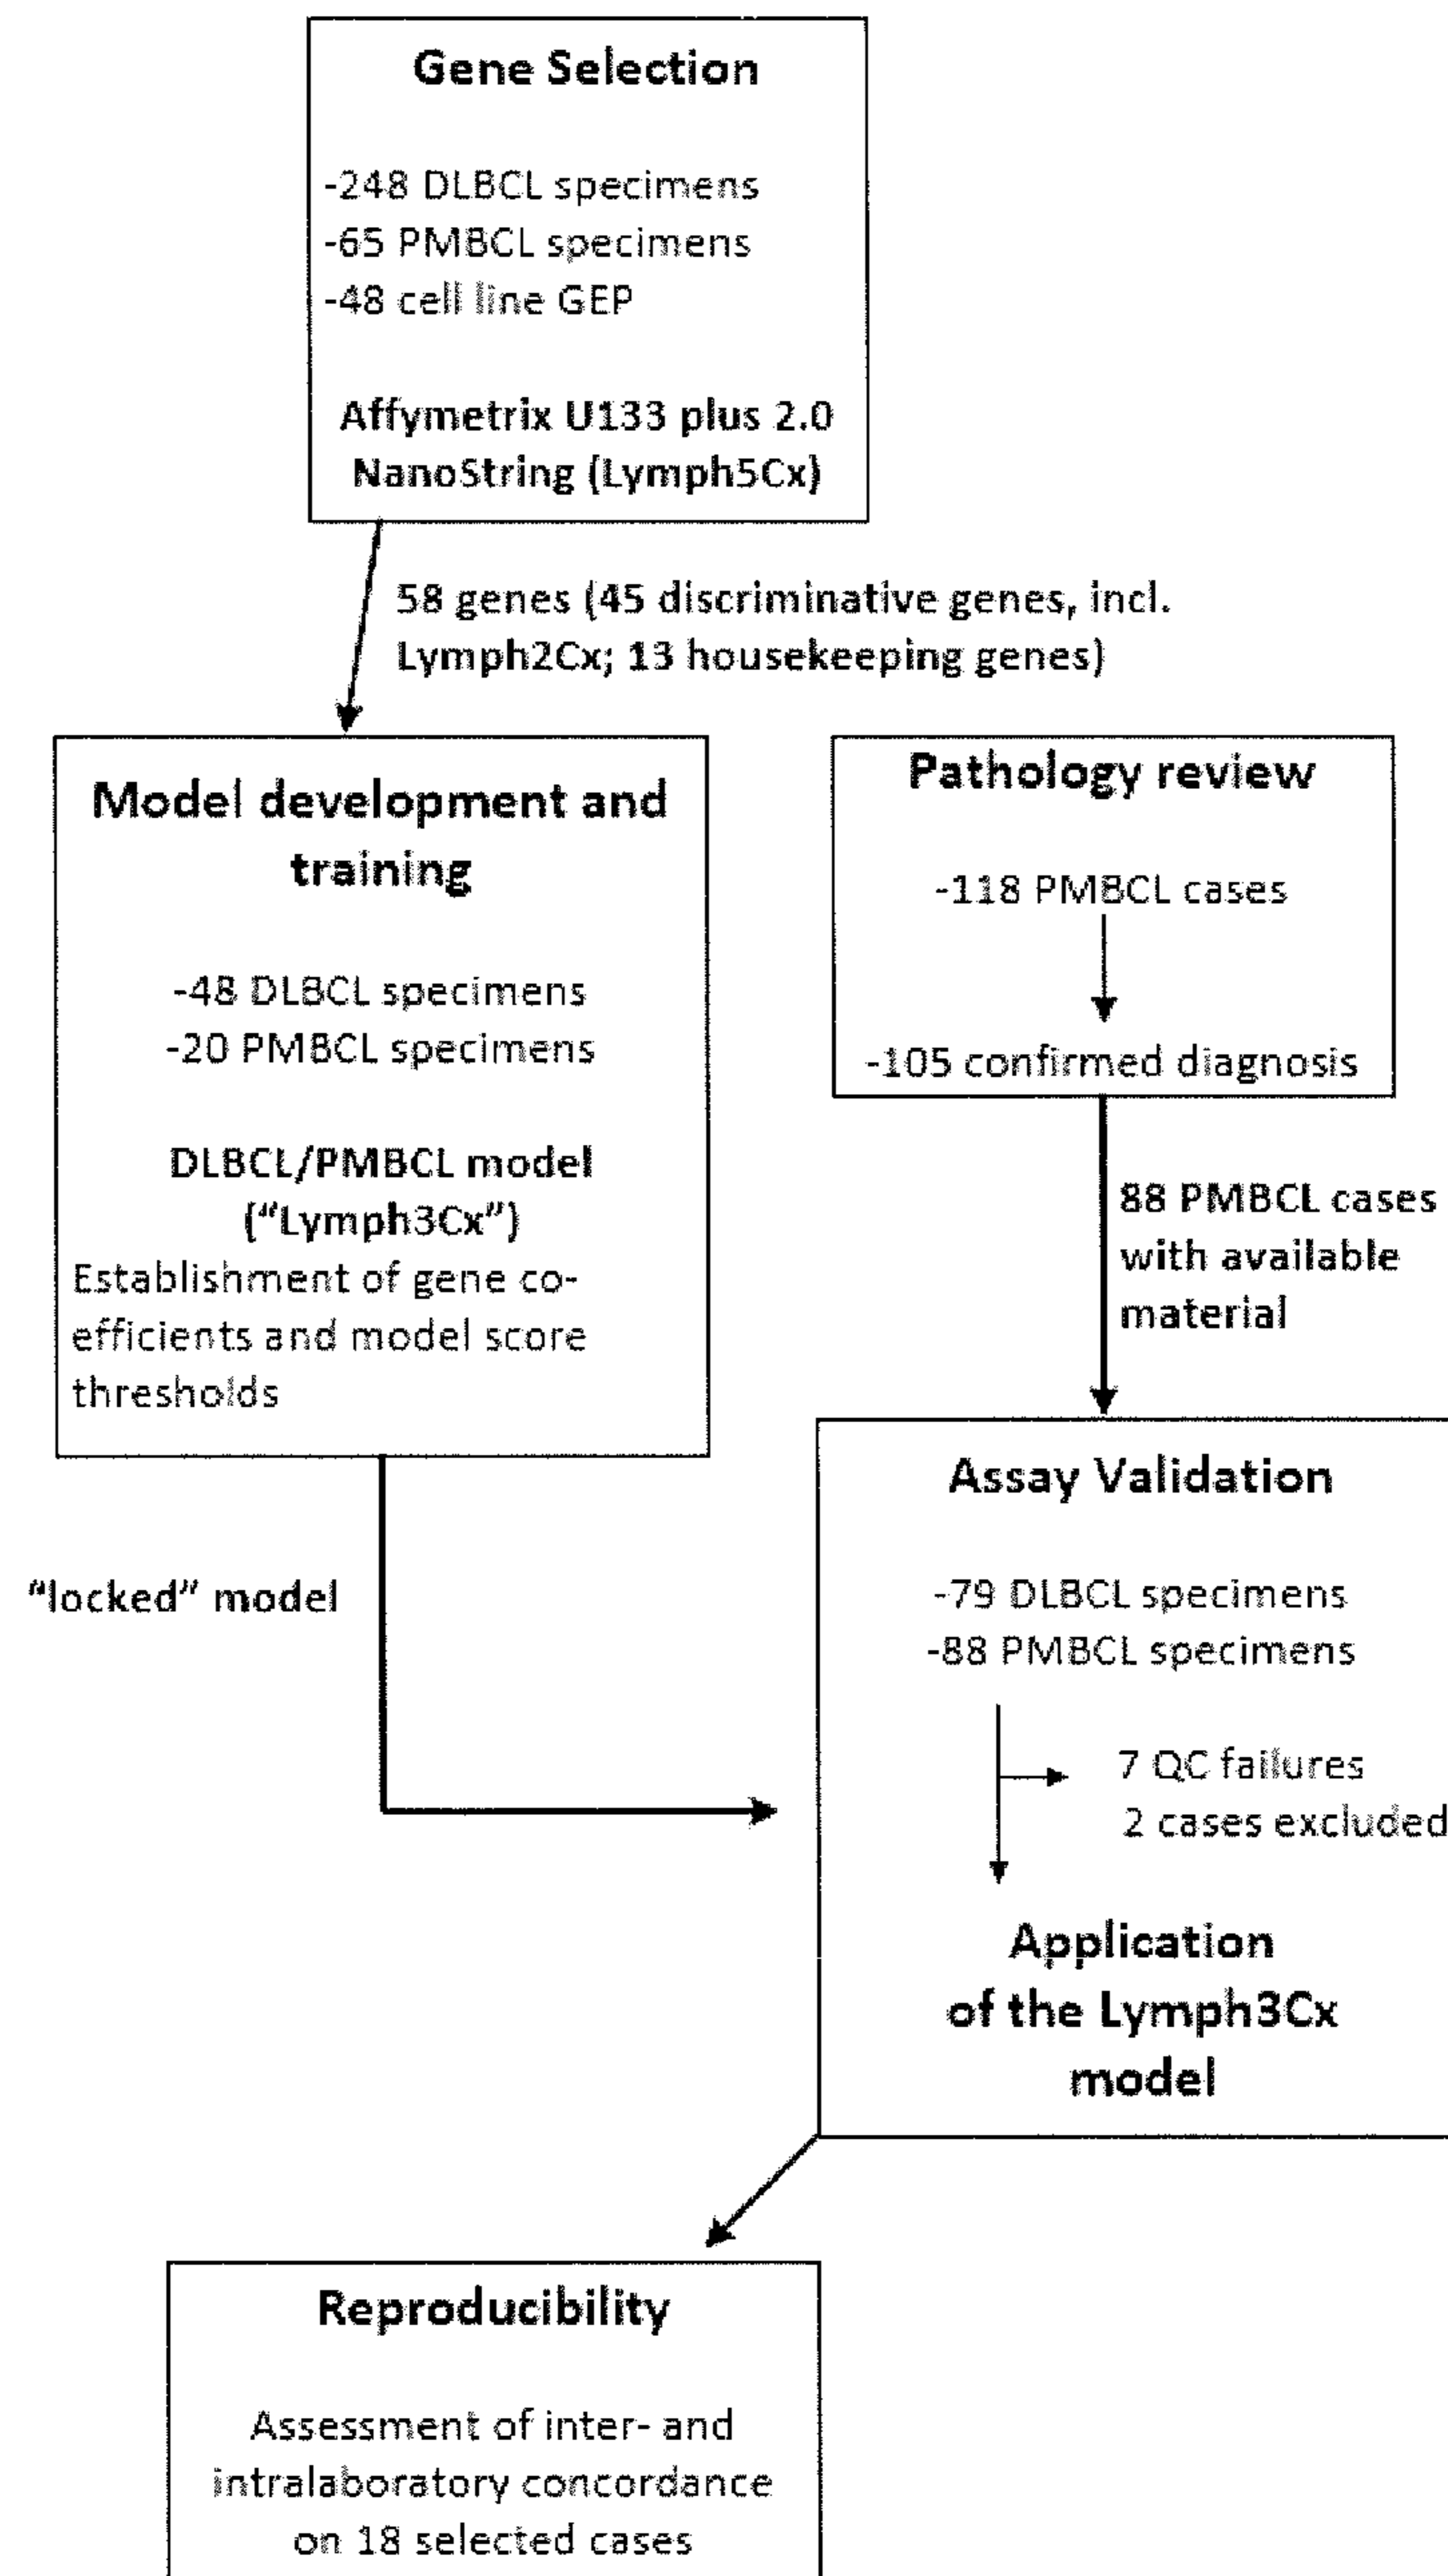 Gene Selection
-248 DLBCL specimens
-65 PMBCL specimens
-48 cell line GEP
Affymetrix U133 plus 2.0
NanoString (Lymph5Cx)
58 genes (45 discriminative genes, incl.
Lymph2Cx; 13 housekeeping genes)
Model development and
training
-48 DLBCL specimens
-20 PMBCL specimens
DLBCL/PMBCL model
("Lymph3Cx")
Establishment of gene co-
efficients and model score
thresholds
Pathology review
-118 PMBCL cases
-105 confirmed diagnosis
88 PMBCL cases
with available
material
"locked" model
Assay Validation
-79 DLBCL specimens
-88 PMBCL specimens
7 QC failures
2 cases excluded
Application
of the Lymph3Cx
model
Reproducibility
Assessment of inter- and
intralaboratory concordance
on 18 selected cases